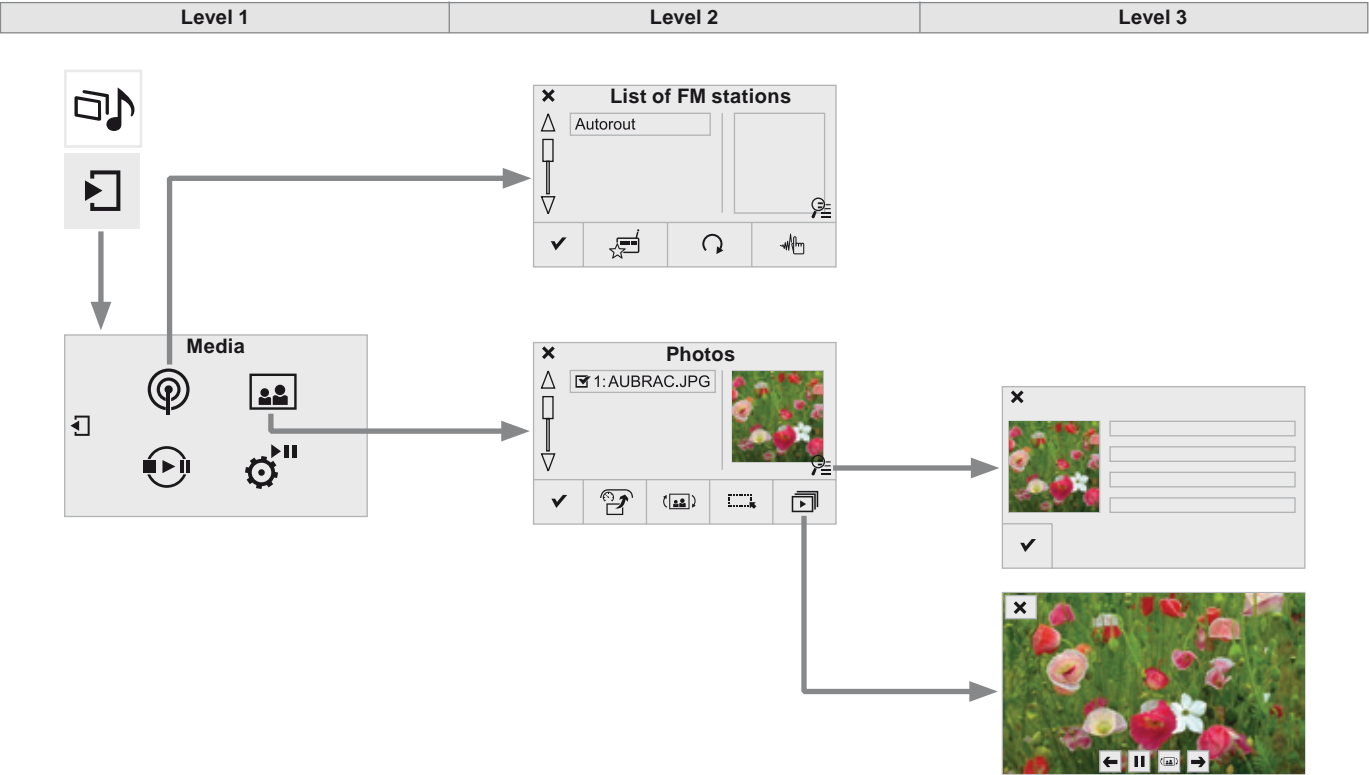 Level 1
Level 2
Level 3
List of FM stations
Autorout
Media
Photos
1: AUBRAC.JPG